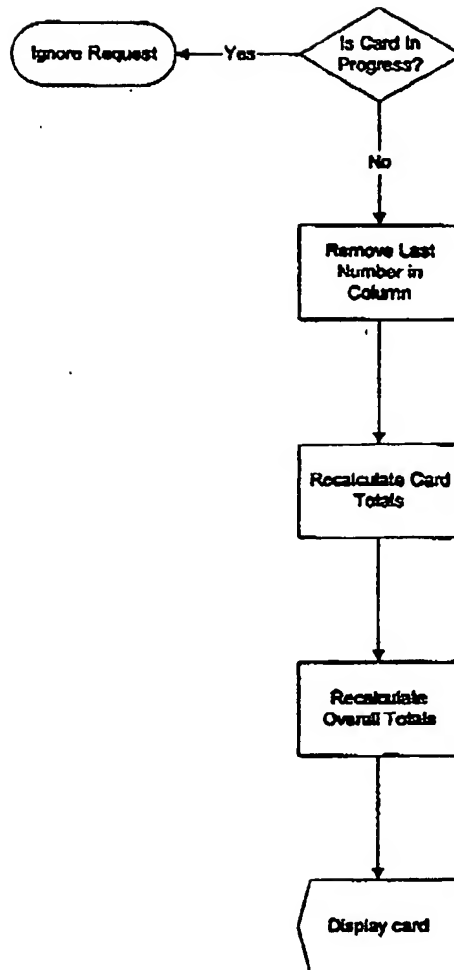 Ignore Request
Yes
Is Card In
Progress?
No
Remove Last
Number in
Column
Recalculate Card
Totals
Recalculate
Overall Totals
Display card